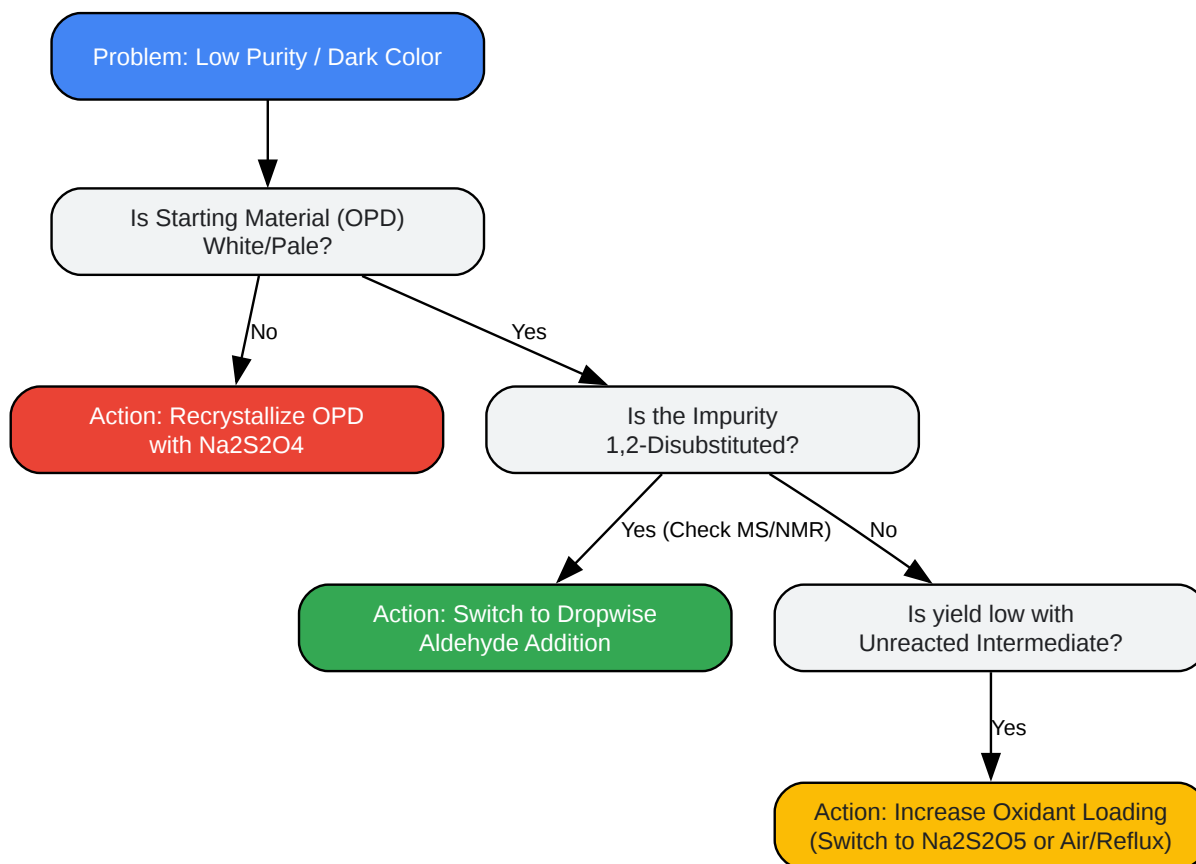 Problem: Low Purity / Dark Color
Is Starting Material (OPD)
White/Pale?
No
Yes
Action: Recrystallize OPD
with Na2S2O4
Is the Impurity
1,2-Disubstituted?
Yes (Check MS/NMR)
No
Action: Switch to Dropwise
Aldehyde Addition
Is yield low with
Unreacted Intermediate?
Yes
Action: Increase Oxidant Loading
(Switch to Na2S2O5 or Air/Reflux)